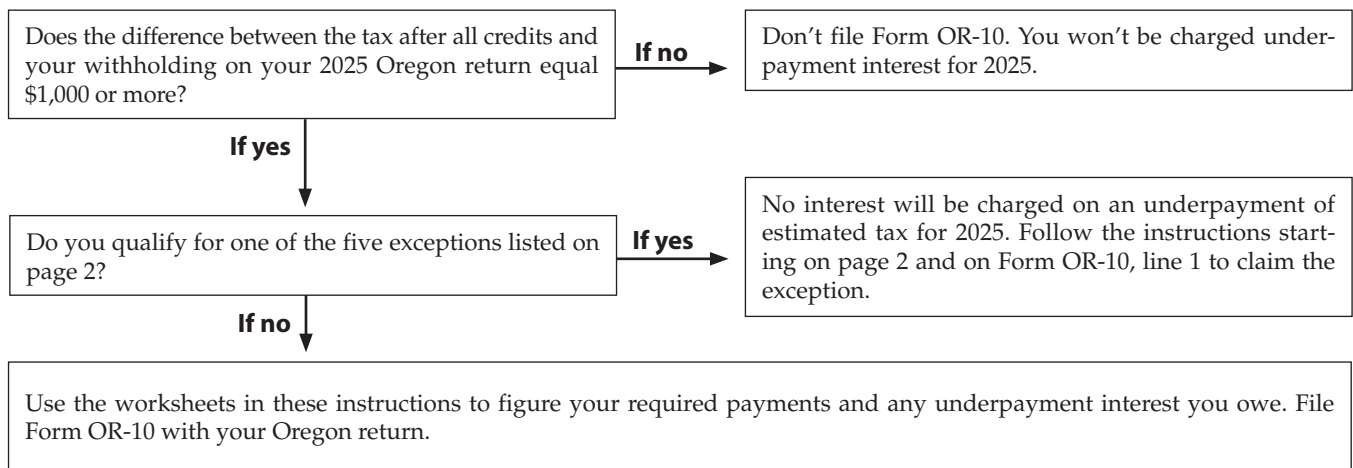 Does the difference between the tax after all credits and
your withholding on your 2025 Oregon return equal
$1,000 or more?
If no
Don’t file Form OR-10. You won’t be charged under-
payment interest for 2025.
If yes
Do you qualify for one of the five exceptions listed on
page 2?
If yes
No interest will be charged on an underpayment of
estimated tax for 2025. Follow the instructions start-
ing on page 2 and on Form OR-10, line 1 to claim the
exception.
If no
Use the worksheets in these instructions to figure your required payments and any underpayment interest you owe. File
Form OR-10 with your Oregon return.